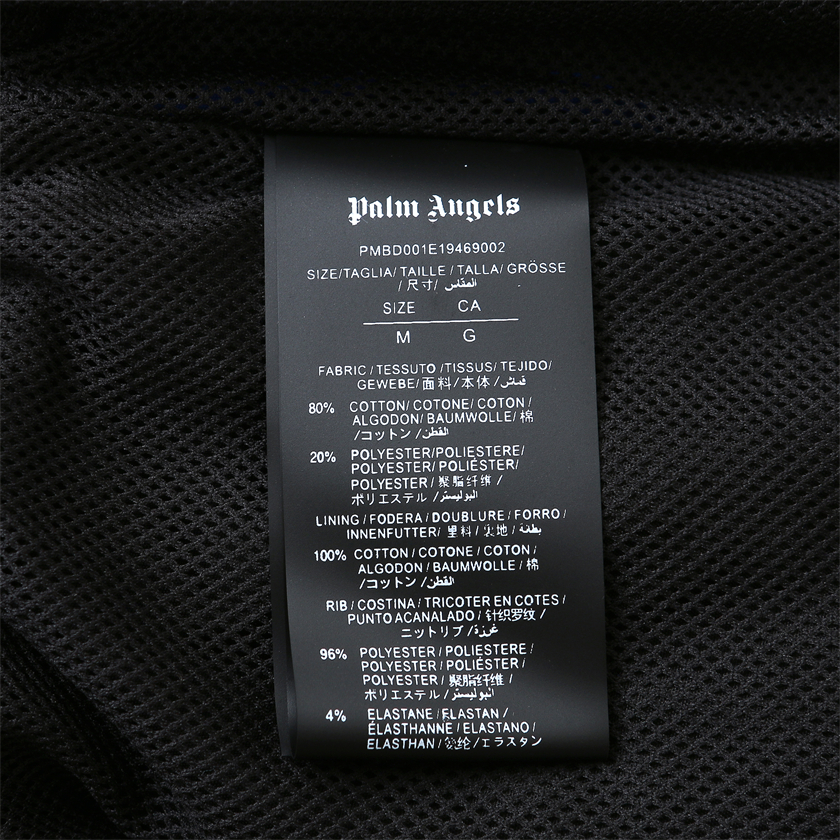 Palm Angels
PMBD001E19469002
SIZE/TAGLIA/ TAILLE / TALLA/ GRÖSSE
/ 尺寸/ المقاس
SIZE CA
M G
FABRIC / TESSUTO /TISSUS/ TEJIDO/
GEWEBE/ 面料/本体/ قماش
80% COTTON/ COTONE/ COTON /
ALGODON/ BAUMWOLLE/ 棉
/コットン /القطن
20% POLYESTER/POLIESTERE/
POLYESTER/ POLIÉSTER/
POLYESTER/ 聚脂纤维 /
ポリエステル /البوليستر
LINING / FODERA / DOUBLURE / FORRO /
INNENFUTTER/ 里料/ 裏地 / بطانة
100% COTTON / COTONE / COTON /
ALGODON / BAUMWOLLE / 棉
/コットン /القطن
RIB / COSTINA / TRICOTER EN COTES /
PUNTO ACANALADO / 针织罗纹 /
ニットリブ /غرزة
96% POLYESTER / POLIESTERE /
POLYESTER / POLIÉSTER /
POLYESTER / 聚脂纤维 /
ポリエステル /البوليستر
4% ELASTANE / ELASTAN /
ÉLASTHANNE / ELASTANO /
ELASTHAN / 纶 / エラスタン